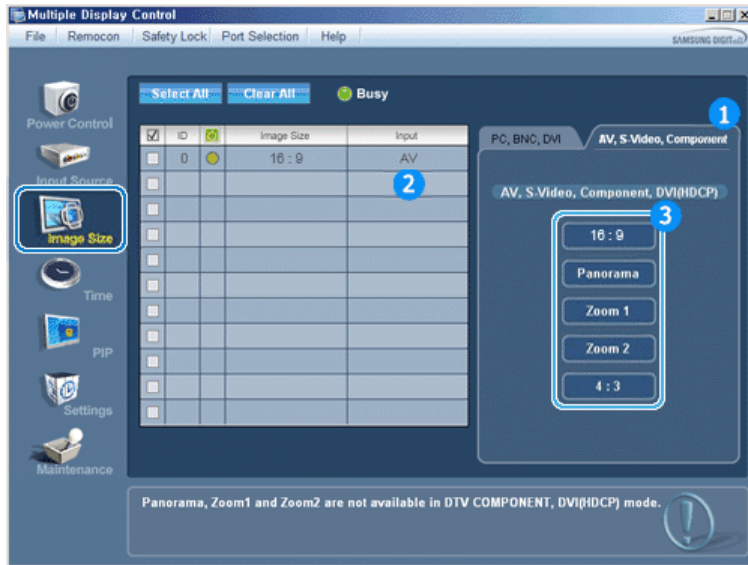 Multiple Display Control
File Remocon Safety Lock Port Selection Help
SAMSUNG DIGITall
Select All Clear All Busy
1
Power Control
ID Image Size Input
PC, BNC, DVI AV, S-Video, Component
0 16 : 9 AV
Input Source
2
AV, S.Video, Component, DVI(HDCP)
3
Image Size
16 : 9
Panorama
Time
Zoom 1
PIP
Zoom 2
4 : 3
Settings
Maintenance
Panorama, Zoom1 and Zoom2 are not available in DTV COMPONENT, DVI(HDCP) mode.